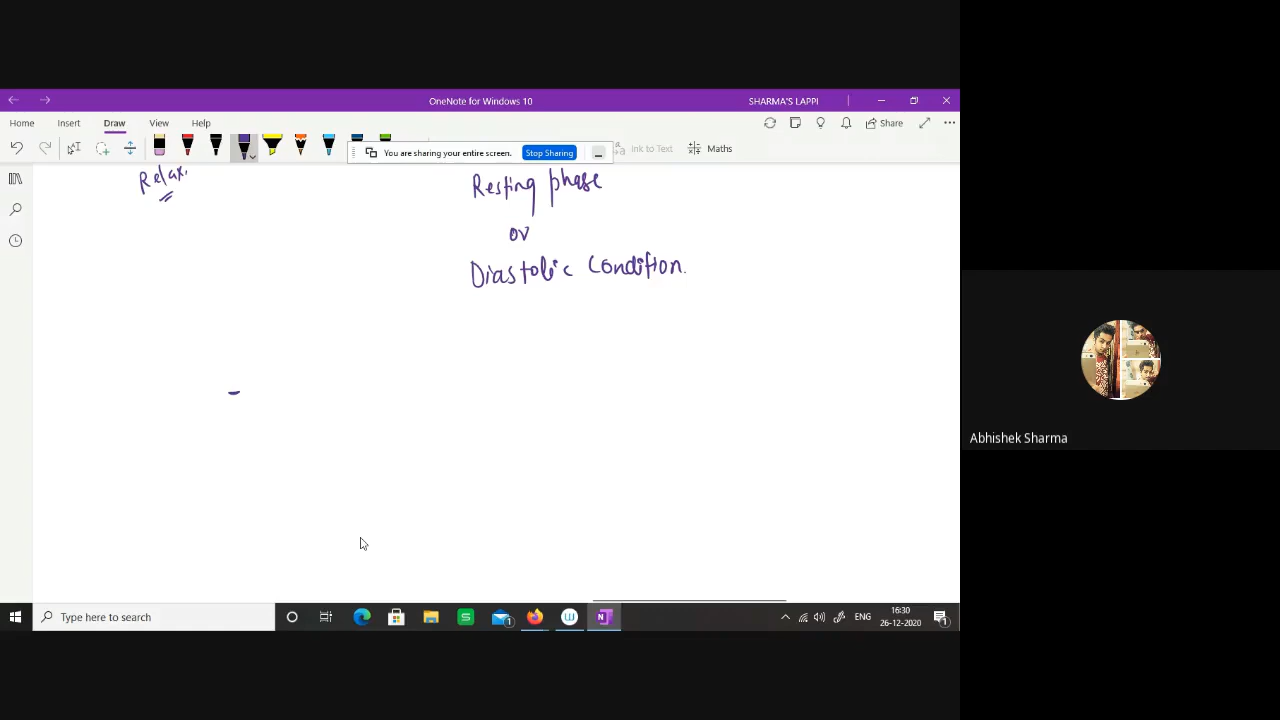 OneNote for Windows 10
SHARMA'S LAPPI
Home Insert Draw View Help
Share
You are sharing your entire screen. Stop Sharing
Ink to Text
Maths
Relax.
Resting phase
or
Diastolic condition.
Abhishek Sharma
Type here to search
1
ENG
16:30
26-12-2020
1